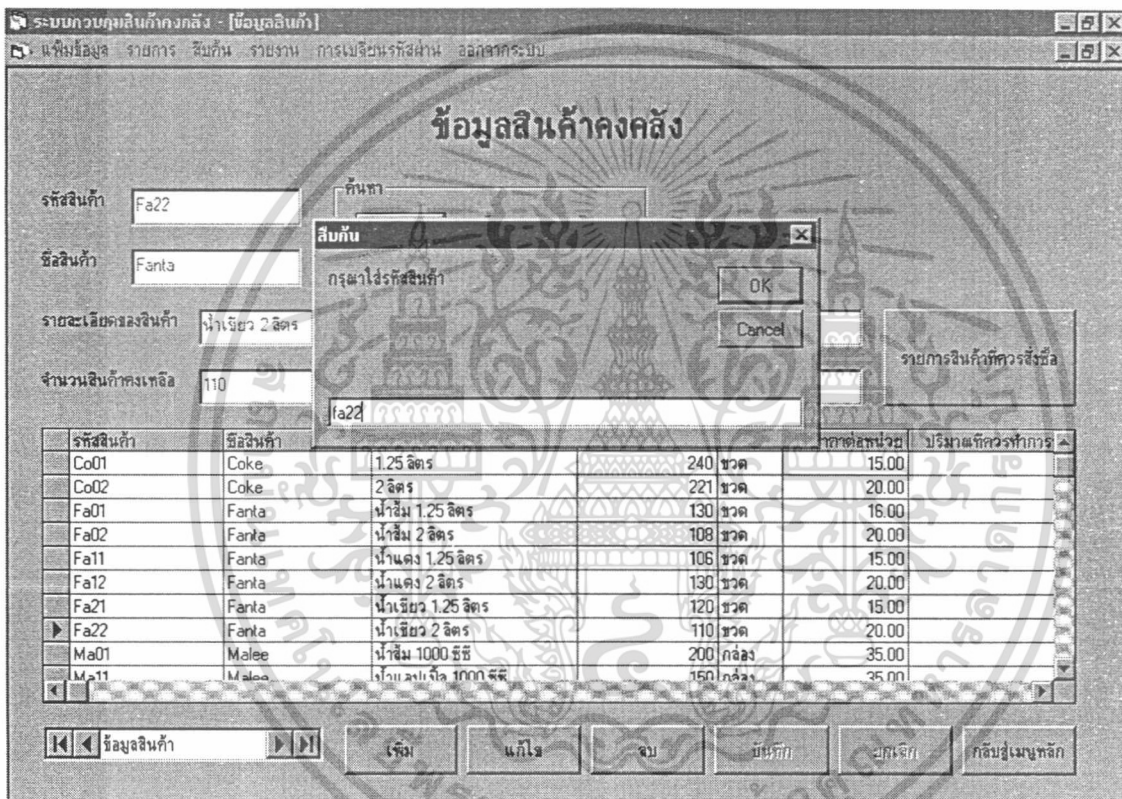 ระบบควบคุมสินค้าคงคลัง - [ข้อมูลสินค้า]
แฟ้มข้อมูล รายการ สืบค้น รายงาน การเปลี่ยนรหัสผ่าน ออกจากระบบ
ข้อมูลสินค้าคงคลัง
รหัสสินค้า Fa22 ค้นหา
ชื่อสินค้า Fanta
รายละเอียดของสินค้า น้ำเขียว 2 ลิตร
จำนวนสินค้าคงเหลือ 110
รายการสินค้าที่ควรสั่งซื้อ
สืบค้น
กรุณาใส่รหัสสินค้า
OK
Cancel
fa22
รหัสสินค้า ชื่อสินค้า ราคาต่อหน่วย ปริมาณที่ควรทำการ
Co01 Coke 1.25 ลิตร 240 ขวด 15.00
Co02 Coke 2 ลิตร 221 ขวด 20.00
Fa01 Fanta น้ำส้ม 1.25 ลิตร 130 ขวด 16.00
Fa02 Fanta น้ำส้ม 2 ลิตร 108 ขวด 20.00
Fa11 Fanta น้ำแดง 1.25 ลิตร 106 ขวด 15.00
Fa12 Fanta น้ำแดง 2 ลิตร 130 ขวด 20.00
Fa21 Fanta น้ำเขียว 1.25 ลิตร 120 ขวด 15.00
Fa22 Fanta น้ำเขียว 2 ลิตร 110 ขวด 20.00
Ma01 Malee น้ำส้ม 1000 ซีซี 200 กล่อง 35.00
Ma11 Malee น้ำแอปเปิ้ล 1000 ซีซี 150 กล่อง 35.00
ข้อมูลสินค้า เพิ่ม แก้ไข ลบ บันทึก ยกเลิก กลับสู่เมนูหลัก